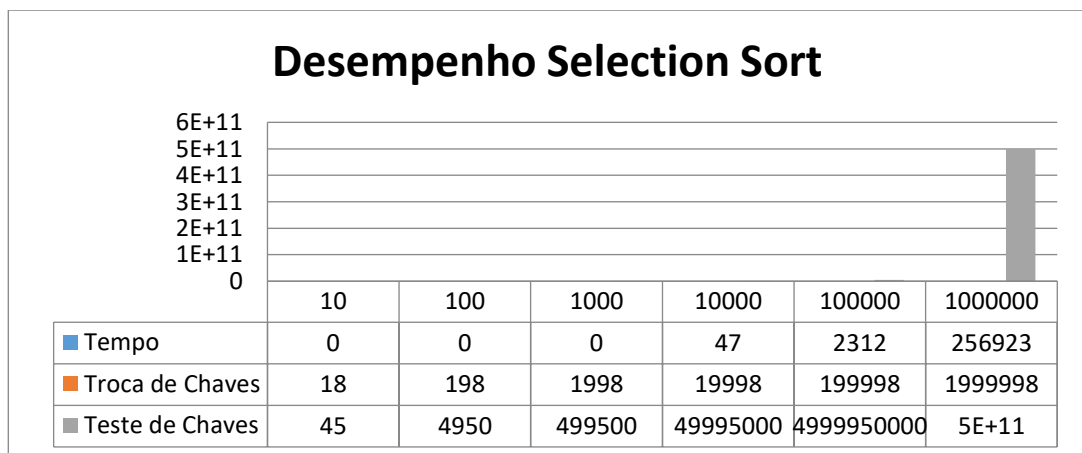 Desempenho Selection Sort
6E+11
5E+11
4E+11
3E+11
2E+11
1E+11
0
10 100 1000 10000 100000 1000000
Tempo 0 0 0 47 2312 256923
Troca de Chaves 18 198 1998 19998 199998 1999998
Teste de Chaves 45 4950 499500 49995000 4999950000 5E+11